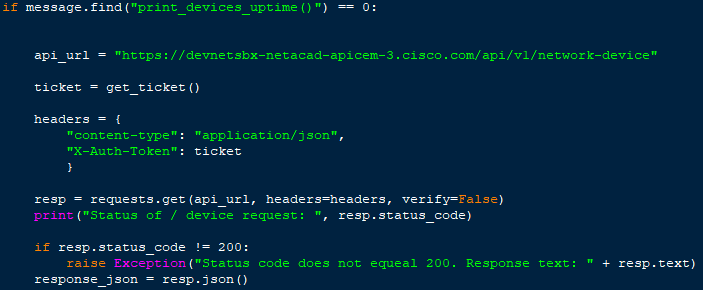 if message.find("print_devices_uptime()") == 0:
api_url = "https://devnetsbx-netacad-apicem-3.cisco.com/api/v1/network-device"
ticket = get_ticket()
headers = {
"content-type": "application/json",
"X-Auth-Token": ticket
}
resp = requests.get(api_url, headers=headers, verify=False)
print("Status of / device request: ", resp.status_code)
if resp.status_code != 200:
raise Exception("Status code does not equeal 200. Response text: " + resp.text)
response_json = resp.json()